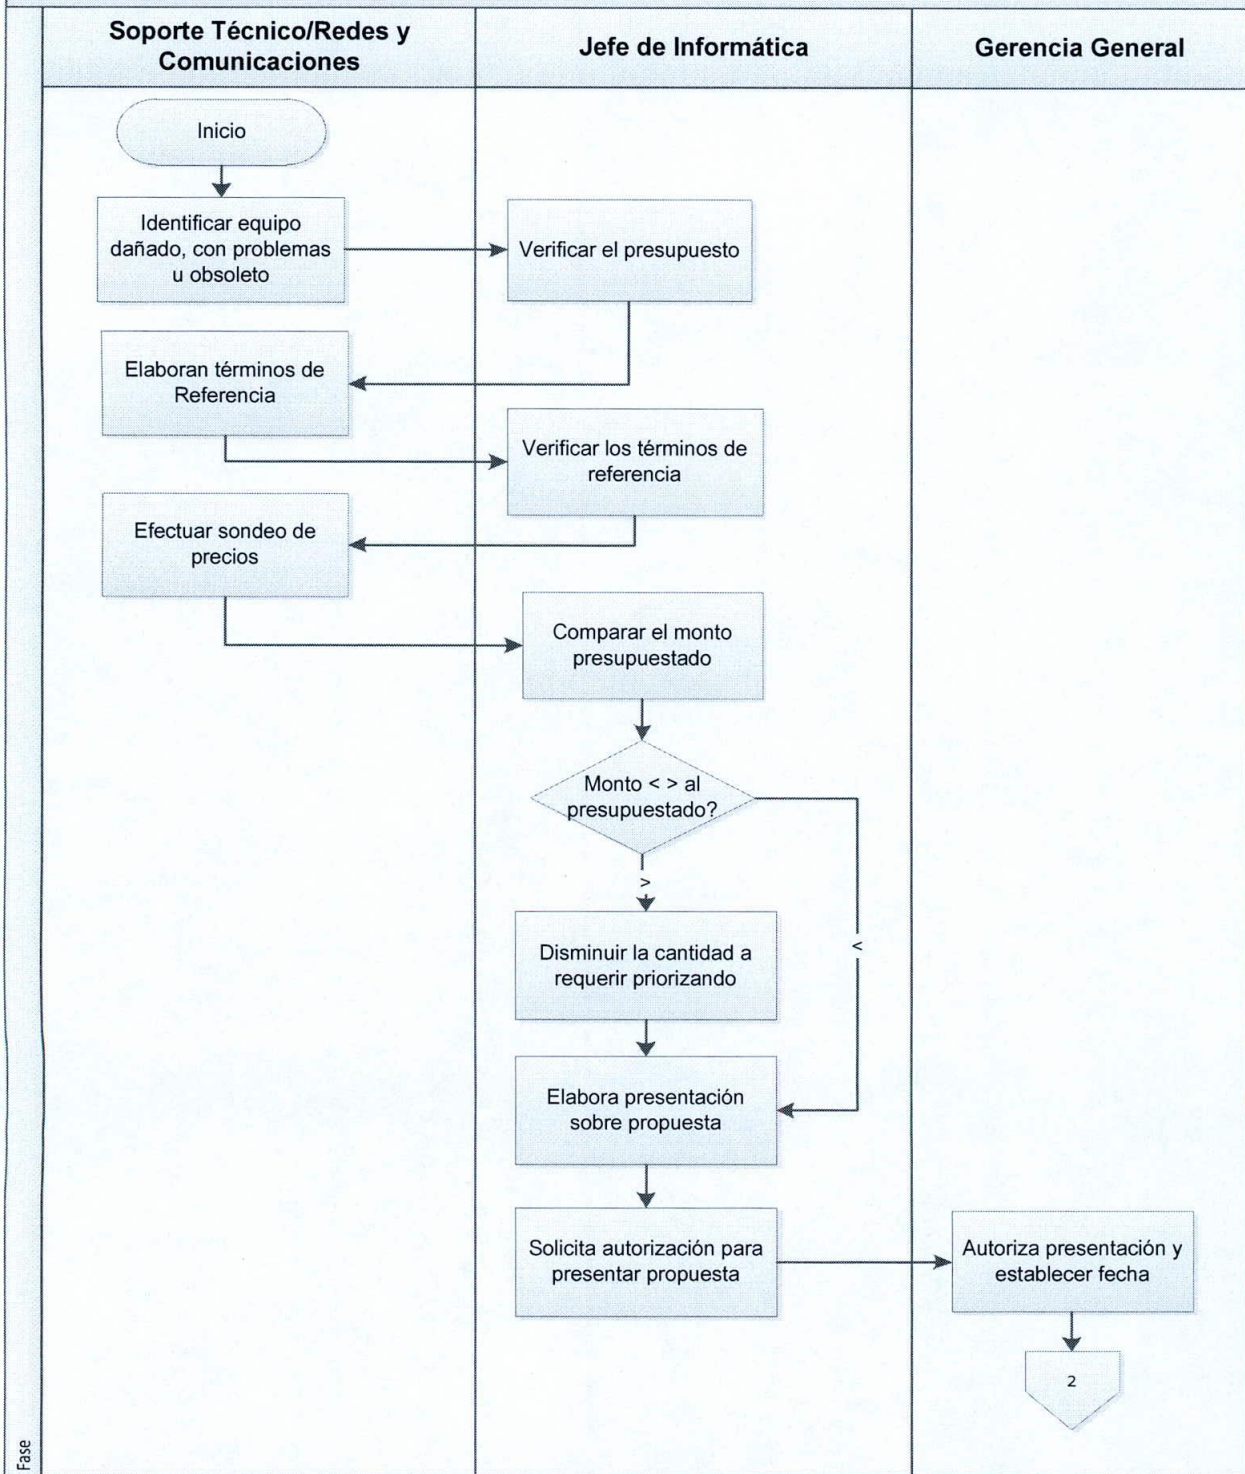 Soporte Técnico/Redes y
Comunicaciones
Jefe de Informática
Gerencia General
Inicio
Identificar equipo
dañado, con problemas
u obsoleto
Verificar el presupuesto
Elaboran términos de
Referencia
Verificar los términos de
referencia
Efectuar sondeo de
precios
Comparar el monto
presupuestado
Monto < > al
presupuestado?
>
<
Disminuir la cantidad a
requerir priorizando
Elabora presentación
sobre propuesta
Solicita autorización para
presentar propuesta
Autoriza presentación y
establecer fecha
2
Fase